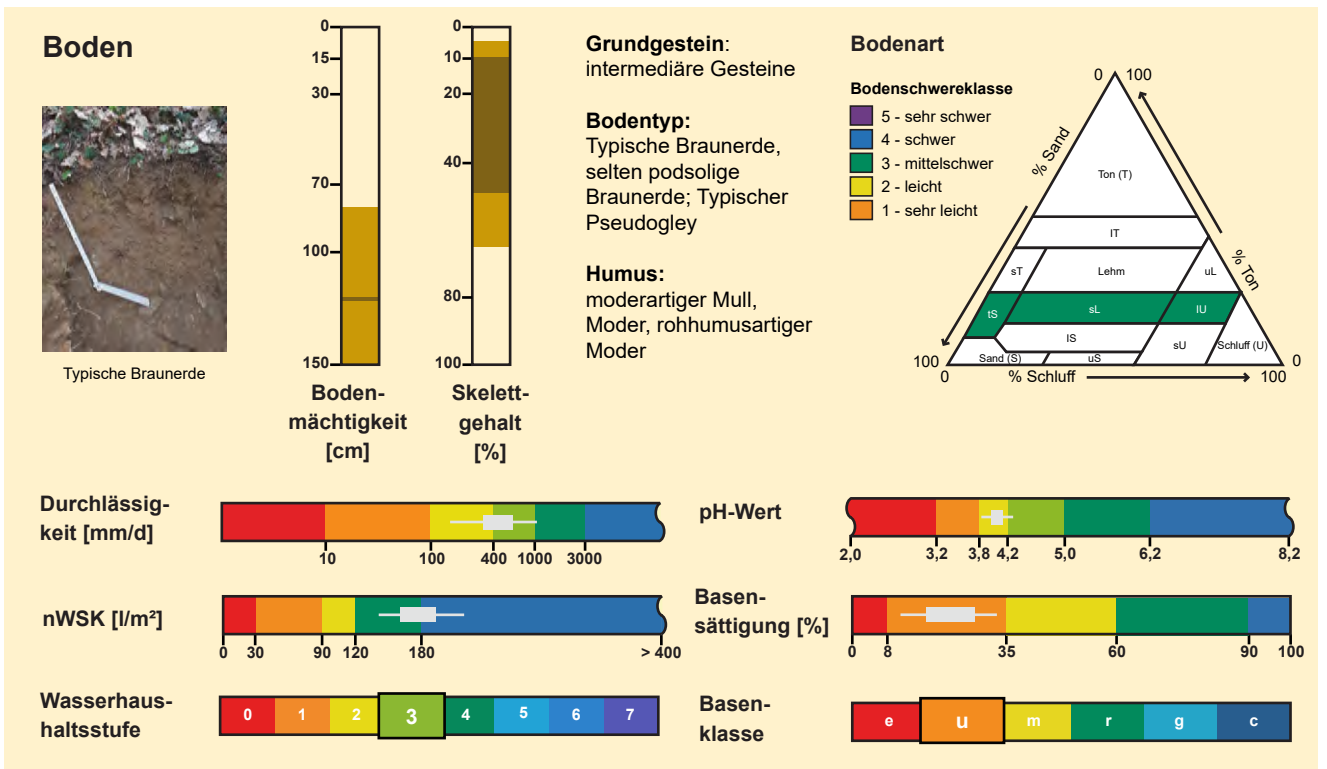 Boden
Typische Braunerde
0
15
30
70
100
150
Boden-
mächtigkeit
[cm]
0
10
20
40
80
100
Skelett-
gehalt
[%]
Grundgestein:
intermediäre Gesteine
Bodentyp:
Typische Braunerde,
selten podsolige
Braunerde; Typischer
Pseudogley
Humus:
moderartiger Mull,
Moder, rohhumusartiger
Moder
Bodenart
Bodenschwereklasse
5 - sehr schwer
4 - schwer
3 - mittelschwer
2 - leicht
1 - sehr leicht
0 100
% Sand
% Ton
Ton (T)
lT
sT Lehm uL
tS sL lU
lS
Sand (S) uS sU Schluff (U)
100 0
0 % Schluff 100
Durchlässig-
keit [mm/d]
10 100 400 1000 3000
nWSK [l/m²]
0 30 90 120 180 > 400
Wasserhaus-
haltsstufe
0 1 2 3 4 5 6 7
pH-Wert
2,0 3,2 3,8 4,2 5,0 6,2 8,2
Basen-
sättigung [%]
0 8 35 60 90 100
Basen-
klasse
e u m r g c